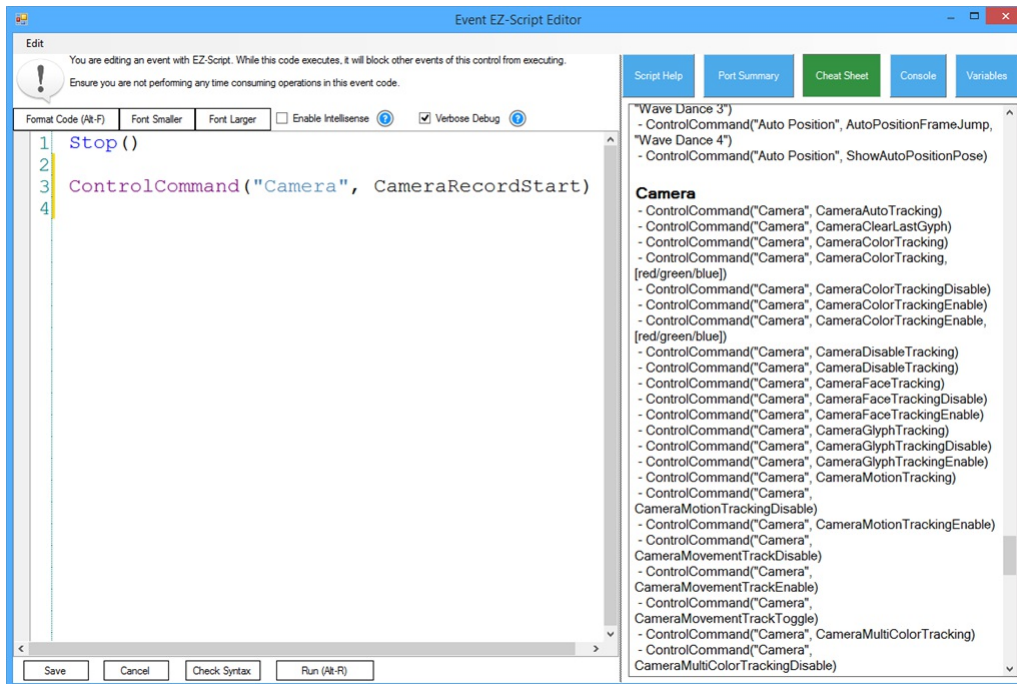 Event EZ-Script Editor
Edit
You are editing an event with EZ-Script. While this code executes, it will block other events of this control from executing.
Ensure you are not performing any time consuming operations in this event code.
Format Code (Alt-F) Font Smaller Font Larger Enable Intellisense ? Verbose Debug ?
1 Stop()
2
3 ControlCommand("Camera", CameraRecordStart)
4
Save Cancel Check Syntax Run (Alt-R)
Script Help Port Summary Cheat Sheet Console Variables
"Wave Dance 3")
- ControlCommand("Auto Position", AutoPositionFrameJump,
"Wave Dance 4")
- ControlCommand("Auto Position", ShowAutoPositionPose)
Camera
- ControlCommand("Camera", CameraAutoTracking)
- ControlCommand("Camera", CameraClearLastGyph)
- ControlCommand("Camera", CameraColorTracking)
- ControlCommand("Camera", CameraColorTracking,
[red/green/blue])
- ControlCommand("Camera", CameraColorTrackingDisable)
- ControlCommand("Camera", CameraColorTrackingEnable)
- ControlCommand("Camera", CameraColorTrackingEnable,
[red/green/blue])
- ControlCommand("Camera", CameraDisableTracking)
- ControlCommand("Camera", CameraDisableTracking)
- ControlCommand("Camera", CameraFaceTracking)
- ControlCommand("Camera", CameraFaceTrackingDisable)
- ControlCommand("Camera", CameraFaceTrackingEnable)
- ControlCommand("Camera", CameraGlyphTracking)
- ControlCommand("Camera", CameraGlyphTrackingDisable)
- ControlCommand("Camera", CameraGlyphTrackingEnable)
- ControlCommand("Camera", CameraMotionTracking)
- ControlCommand("Camera",
CameraMotionTrackingDisable)
- ControlCommand("Camera", CameraMotionTrackingEnable)
- ControlCommand("Camera",
CameraMovementTrackDisable)
- ControlCommand("Camera",
CameraMovementTrackEnable)
- ControlCommand("Camera",
CameraMovementTrackToggle)
- ControlCommand("Camera", CameraMultiColorTracking)
- ControlCommand("Camera",
CameraMultiColorTrackingDisable)